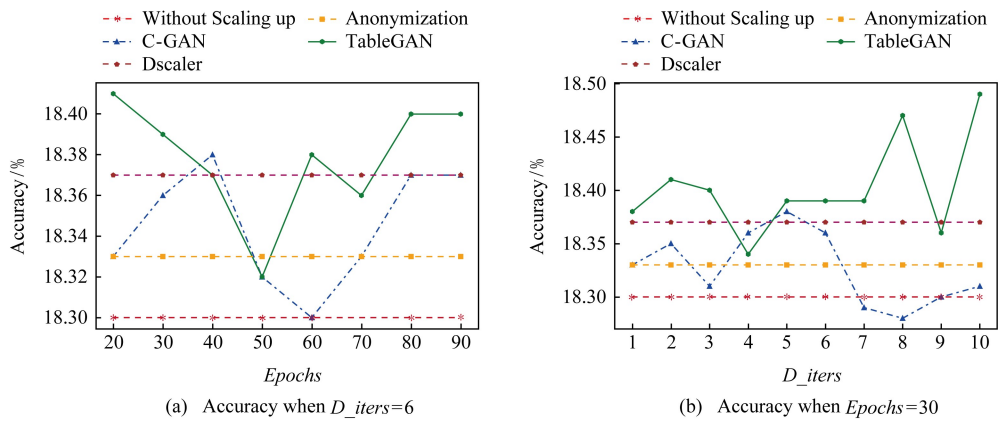 Without Scaling up
Anonymization
C-GAN
TableGAN
Dscaler
18.40
18.38
18.36
18.34
18.32
18.30
Accuracy/%
20 30 40 50 60 70 80 90
Epochs
(a) Accuracy when D_iters=6
Without Scaling up
Anonymization
C-GAN
TableGAN
Dscaler
18.50
18.45
18.40
18.35
18.30
Accuracy/%
1 2 3 4 5 6 7 8 9 10
D_iters
(b) Accuracy when Epochs=30